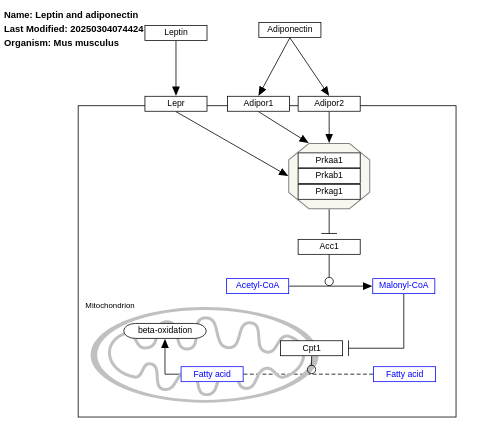 Name: Leptin and adiponectin
Last Modified: 20250304074424
Organism: Mus musculus
Leptin
Adiponectin
Lepr
Adipor1
Adipor2
Prkaa1
Prkab1
Prkag1
Acc1
Acetyl-CoA
Malonyl-CoA
Mitochondrion
beta-oxidation
Cpt1
Fatty acid
Fatty acid